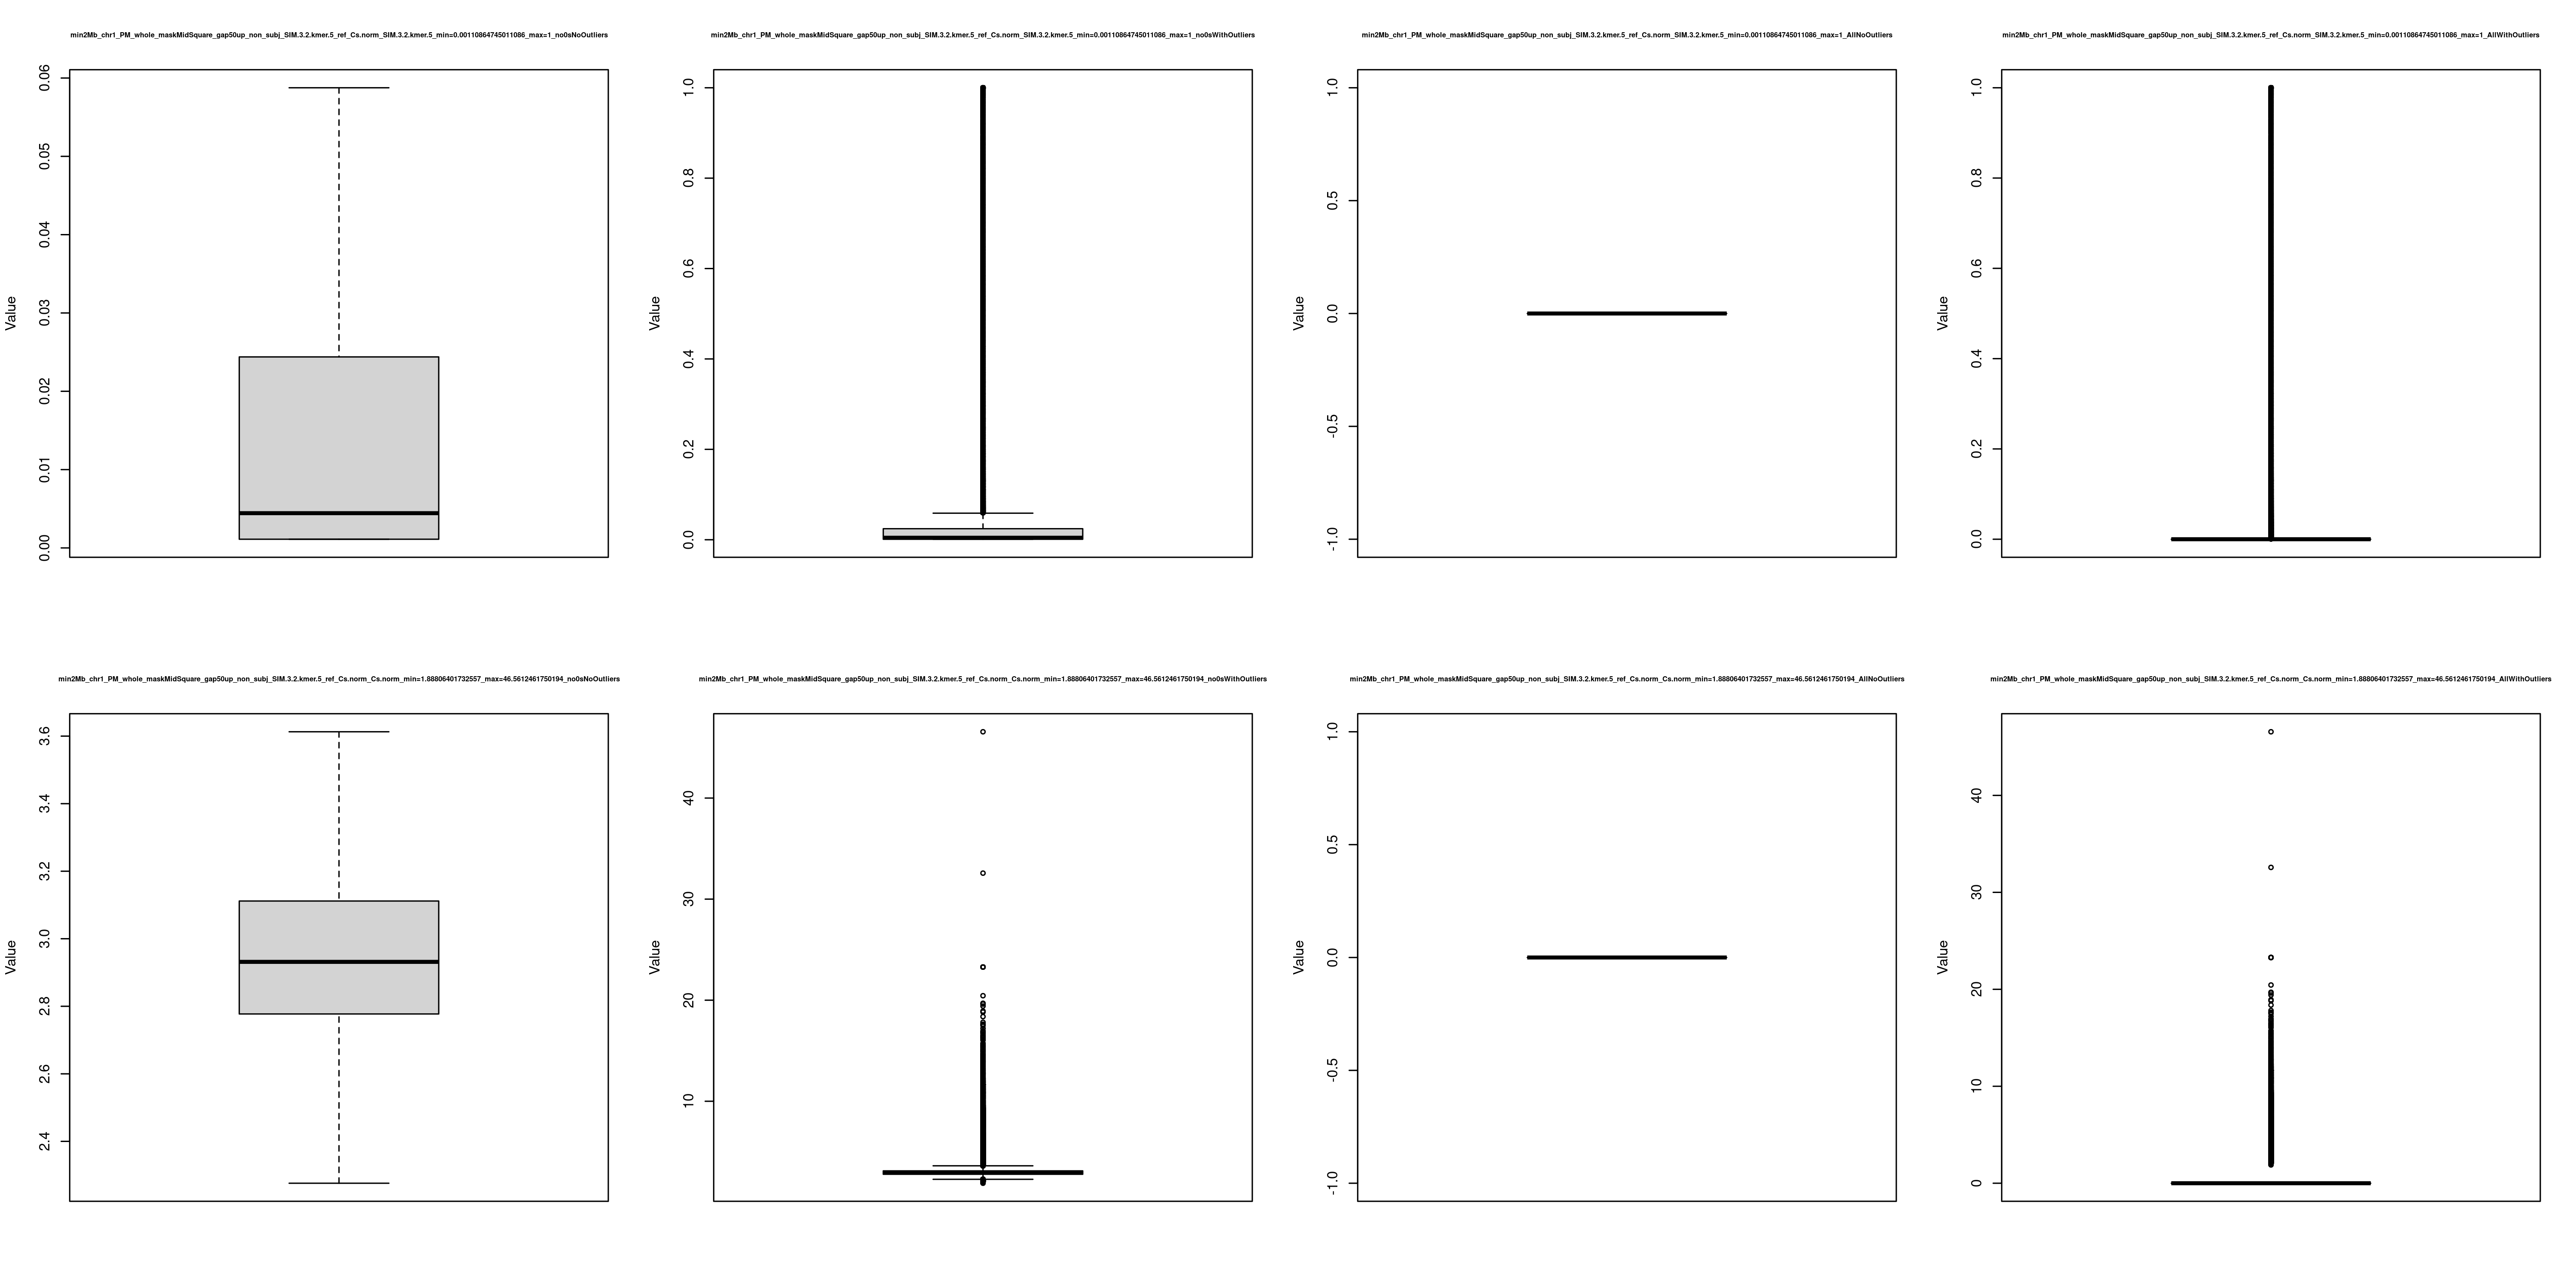 min2Mb_chr1_PM_whole_maskMidSquare_gap50up_non_subj_SIM.3.2.kmer.5_ref_Cs.norm_SIM.3.2.kmer.5_min=0.00110864745011086_max=1_no0sNoOutliers
Value
0.06
0.05
0.04
0.03
0.02
0.01
0.00
min2Mb_chr1_PM_whole_maskMidSquare_gap50up_non_subj_SIM.3.2.kmer.5_ref_Cs.norm_SIM.3.2.kmer.5_min=0.00110864745011086_max=1_no0sWithOutliers
Value
1.0
0.8
0.6
0.4
0.2
0.0
min2Mb_chr1_PM_whole_maskMidSquare_gap50up_non_subj_SIM.3.2.kmer.5_ref_Cs.norm_SIM.3.2.kmer.5_min=0.00110864745011086_max=1_AllNoOutliers
Value
1.0
0.5
0.0
-0.5
-1.0
min2Mb_chr1_PM_whole_maskMidSquare_gap50up_non_subj_SIM.3.2.kmer.5_ref_Cs.norm_SIM.3.2.kmer.5_min=0.00110864745011086_max=1_AllWithOutliers
Value
1.0
0.8
0.6
0.4
0.2
0.0
min2Mb_chr1_PM_whole_maskMidSquare_gap50up_non_subj_SIM.3.2.kmer.5_ref_Cs.norm_Cs.norm_min=1.88806401732557_max=46.5612461750194_no0sNoOutliers
Value
3.6
3.4
3.2
3.0
2.8
2.6
2.4
min2Mb_chr1_PM_whole_maskMidSquare_gap50up_non_subj_SIM.3.2.kmer.5_ref_Cs.norm_Cs.norm_min=1.88806401732557_max=46.5612461750194_no0sWithOutliers
Value
40
30
20
10
min2Mb_chr1_PM_whole_maskMidSquare_gap50up_non_subj_SIM.3.2.kmer.5_ref_Cs.norm_Cs.norm_min=1.88806401732557_max=46.5612461750194_AllNoOutliers
Value
1.0
0.5
0.0
-0.5
-1.0
min2Mb_chr1_PM_whole_maskMidSquare_gap50up_non_subj_SIM.3.2.kmer.5_ref_Cs.norm_Cs.norm_min=1.88806401732557_max=46.5612461750194_AllWithOutliers
Value
40
30
20
10
0